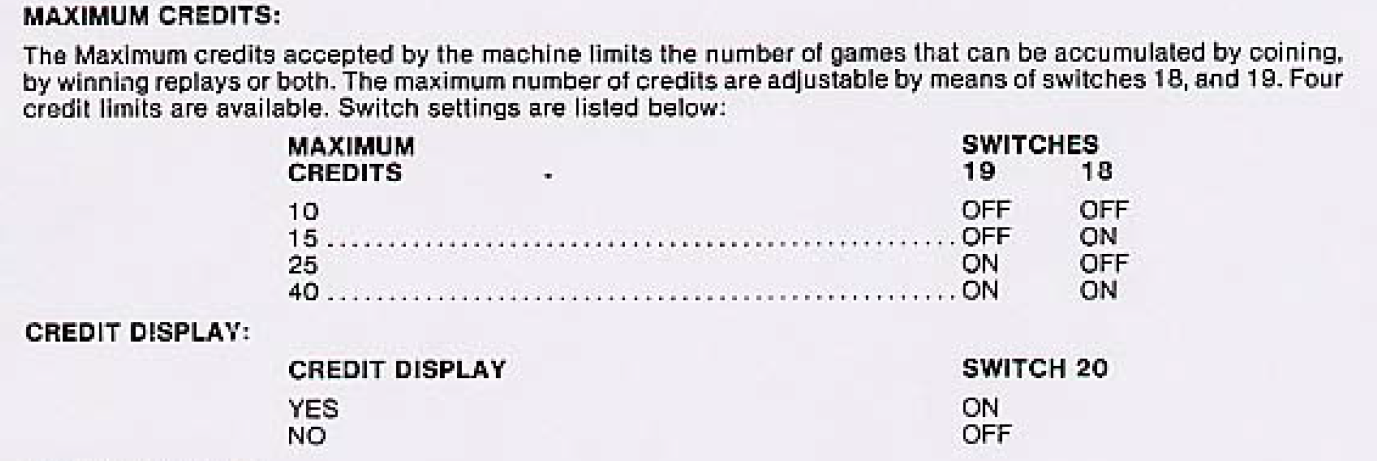 MAXIMUM CREDITS:
The Maximum credits accepted by the machine limits the number of games that can be accumulated by coining,
by winning replays or both. The maximum number of credits are adjustable by means of switches 18, and 19. Four
credit limits are available. Switch settings are listed below:
MAXIMUM SWITCHES
CREDITS 19 18
10 OFF OFF
15 .................................................... OFF ON
25 ON OFF
40 .................................................... ON ON
CREDIT DISPLAY:
CREDIT DISPLAY SWITCH 20
YES ON
NO OFF